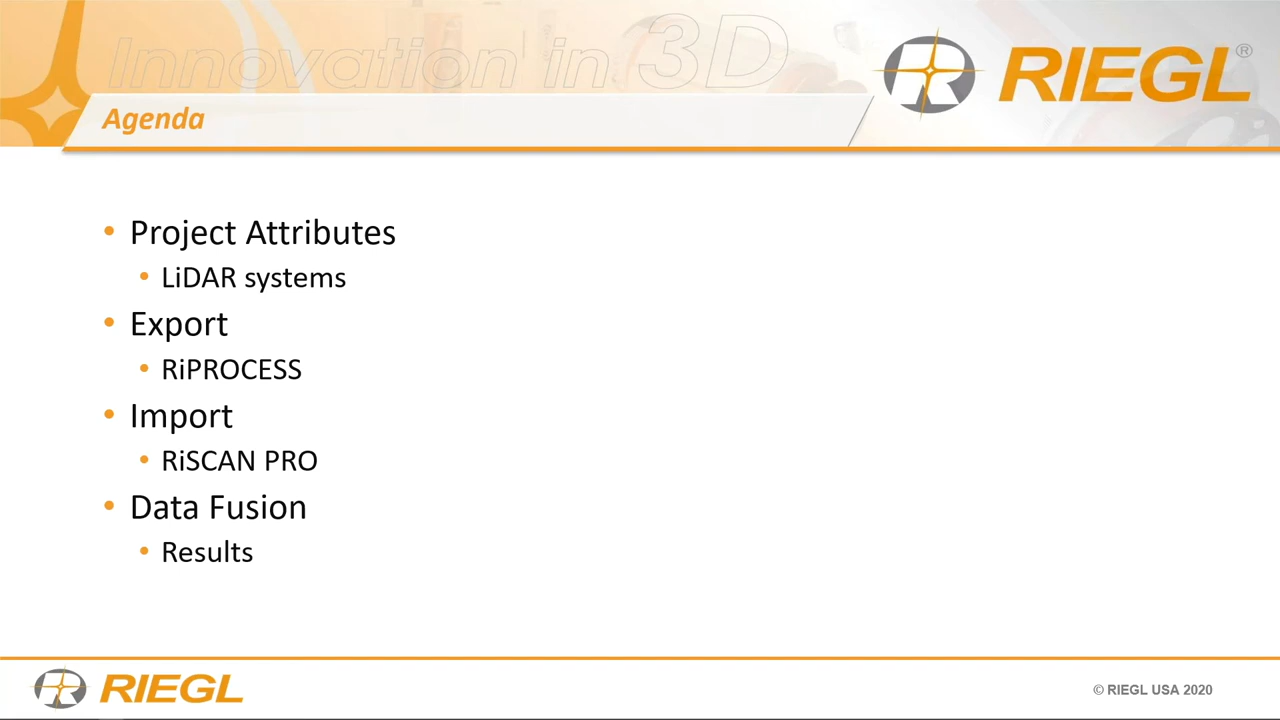 Innovation in 3D
RIEGL®
Agenda
• Project Attributes
• LiDAR systems
• Export
• RiPROCESS
• Import
• RiSCAN PRO
• Data Fusion
• Results
RIEGL
© RIEGL USA 2020